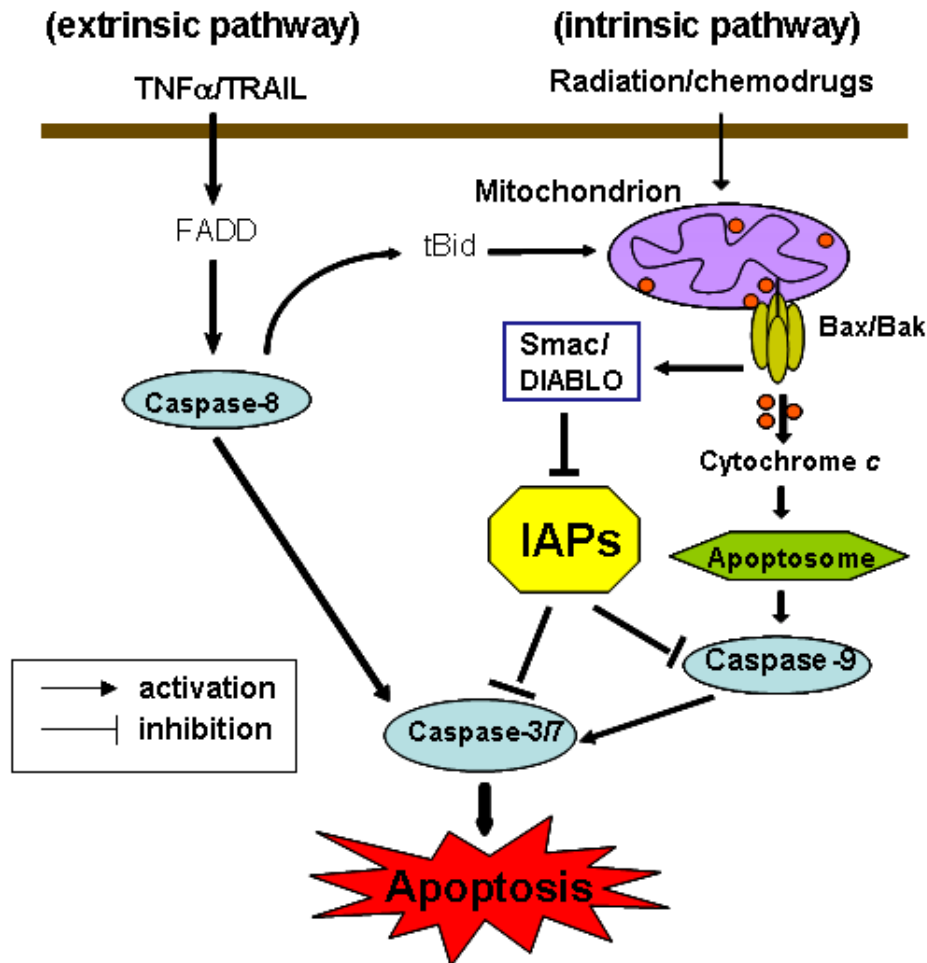 (extrinsic pathway)
(intrinsic pathway)
TNFα/TRAIL
Radiation/chemodrugs
Mitochondrion
FADD
tBid
Bax/Bak
Smac/
DIABLO
Caspase-8
Cytochrome c
IAPs
Apoptosome
Caspase -9
activation
inhibition
Caspase-3/7
Apoptosis